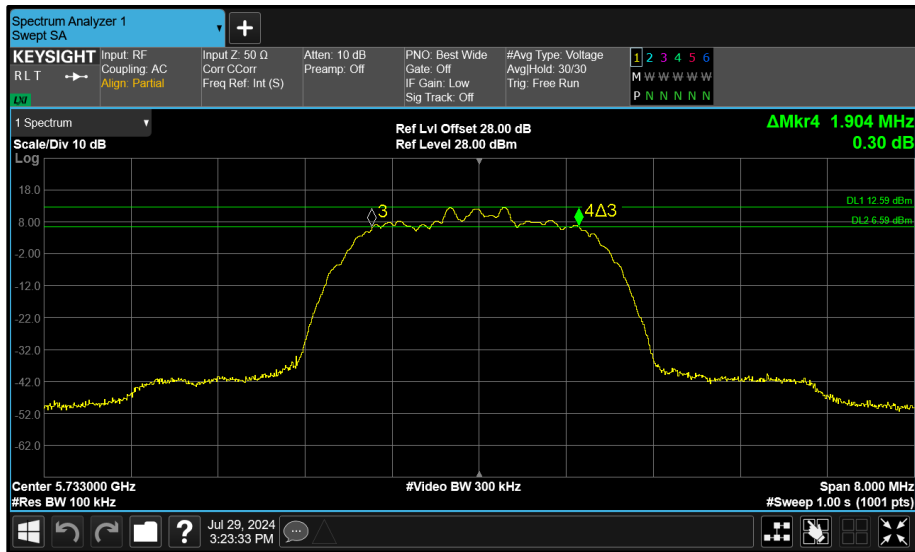 Spectrum Analyzer 1
Swept SA
KEYSIGHT
R L T
LXI
Input: RF
Coupling: AC
Align: Partial
Input Z: 50 Ω
Corr CCorr
Freq Ref: Int (S)
Atten: 10 dB
Preamp: Off
PNO: Best Wide
Gate: Off
IF Gain: Low
Sig Track: Off
#Avg Type: Voltage
Avg|Hold: 30/30
Trig: Free Run
1 2 3 4 5 6
M W W W W W
P N N N N N
1 Spectrum
Scale/Div 10 dB
Log
Ref Lvl Offset 28.00 dB
Ref Level 28.00 dBm
ΔMkr4 1.904 MHz
0.30 dB
18.0
8.00
-2.00
-12.0
-22.0
-32.0
-42.0
-52.0
-62.0
DL1 12.59 dBm
DL2 6.59 dBm
3
4Δ3
Center 5.733000 GHz
#Res BW 100 kHz
#Video BW 300 kHz
Span 8.000 MHz
#Sweep 1.00 s (1001 pts)
?
Jul 29, 2024
3:23:33 PM